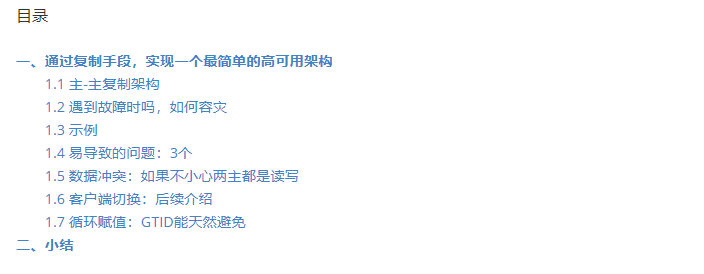 目录
一、通过复制手段，实现一个最简单的高可用架构
1.1 主-主复制架构
1.2 遇到故障时吗，如何容灾
1.3 示例
1.4 易导致的问题：3个
1.5 数据冲突：如果不小心两主都是读写
1.6 客户端切换：后续介绍
1.7 循环赋值：GTID能天然避免
二、小结